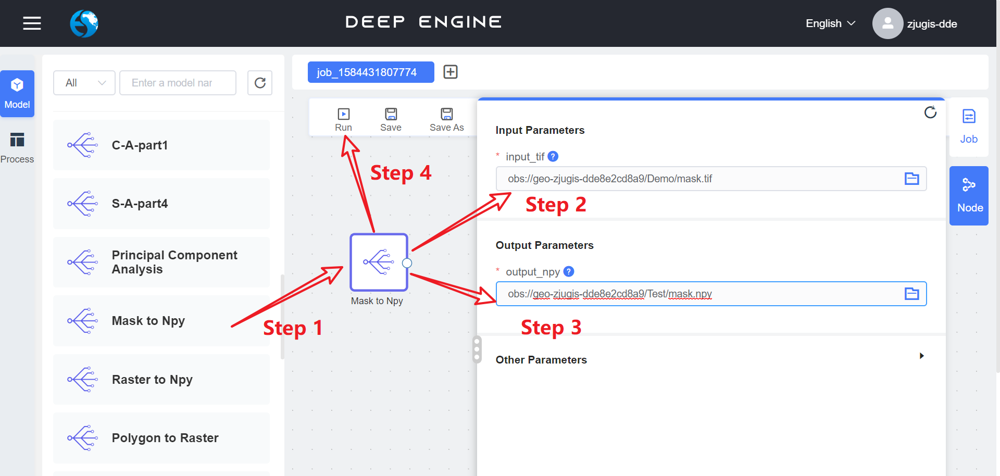 DEEP ENGINE
English
zjugis-dde
Model
Process
All
Enter a model nar
C-A-part1
S-A-part4
Principal Component
Analysis
Mask to Npy
Raster to Npy
Polygon to Raster
job_1584431807774
Run
Save
Save As
Step 4
Step 1
Mask to Npy
Input Parameters
* input_tif ?
obs://geo-zjugis-dde8e2cd8a9/Demo/mask.tif
Step 2
Output Parameters
* output_npy ?
obs://geo-zjugis-dde8e2cd8a9/Test/mask.npy
Step 3
Other Parameters
Job
Node